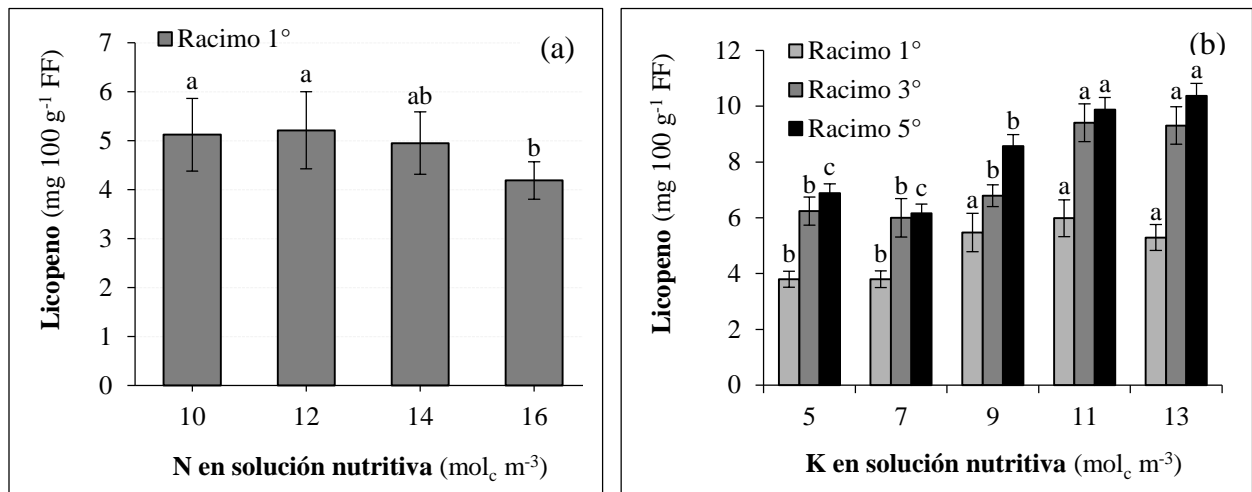 Racimo 1°
(a)
Licopeno (mg 100 g⁻¹ FF)
7
6
5
4
3
2
1
0
a
a
ab
b
10 12 14 16
N en solución nutritiva (mol_c m⁻³)
(b)
Racimo 1°
Racimo 3°
Racimo 5°
Licopeno (mg 100 g⁻¹ FF)
12
10
8
6
4
2
0
b b c
b b c
a b b
a a a
a a a
5 7 9 11 13
K en solución nutritiva (mol_c m⁻³)